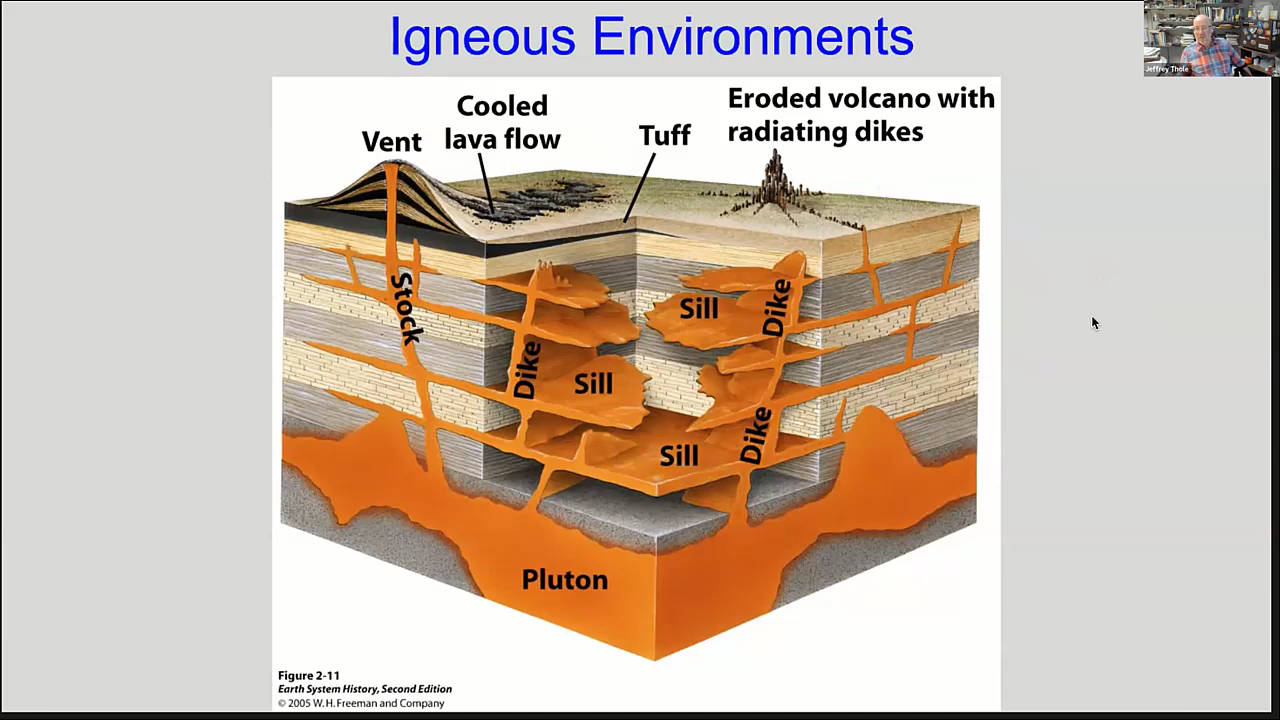 Igneous Environments
Jeffrey Thole
Cooled
lava flow
Vent
Tuff
Eroded volcano with
radiating dikes
Stock
Dike
Sill
Sill
Dike
Sill
Dike
Pluton
Figure 2-11
Earth System History, Second Edition
© 2005 W. H. Freeman and Company